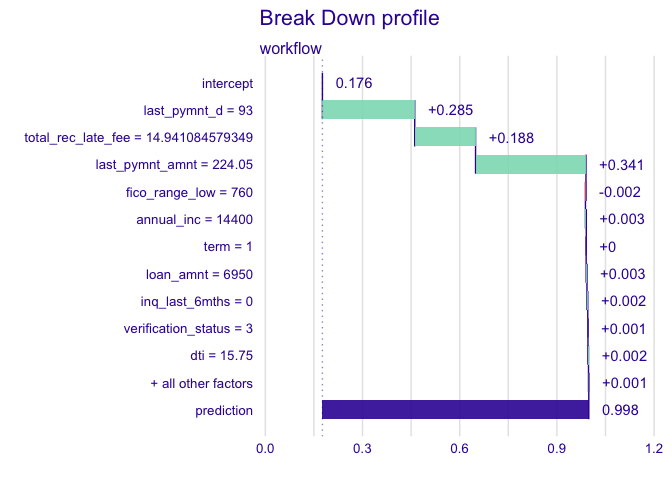 Break Down profile
workflow
intercept 0.176
last_pymnt_d = 93 +0.285
total_rec_late_fee = 14.941084579349 +0.188
last_pymnt_amnt = 224.05 +0.341
fico_range_low = 760 -0.002
annual_inc = 14400 +0.003
term = 1 +0
loan_amnt = 6950 +0.003
inq_last_6mths = 0 +0.002
verification_status = 3 +0.001
dti = 15.75 +0.002
+ all other factors +0.001
prediction 0.998
0.0 0.3 0.6 0.9 1.2